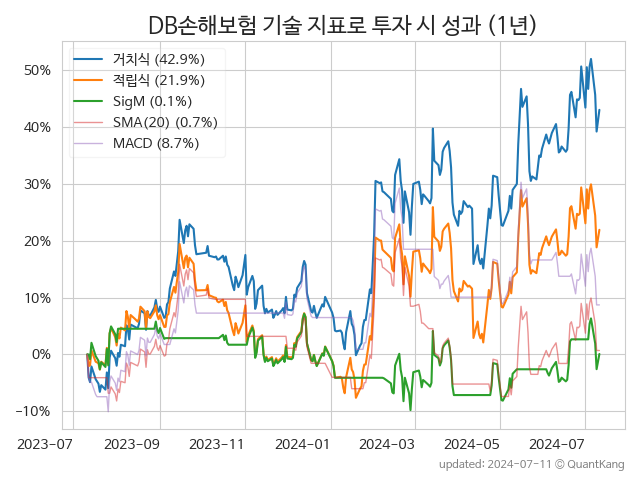 DB손해보험 기술 지표로 투자 시 성과 (1년)
거치식 (42.9%)
적립식 (21.9%)
SigM (0.1%)
SMA(20) (0.7%)
MACD (8.7%)
50%
40%
30%
20%
10%
0%
−10%
2023-07 2023-09 2023-11 2024-01 2024-03 2024-05 2024-07
updated: 2024-07-11 ⓒ QuantKang